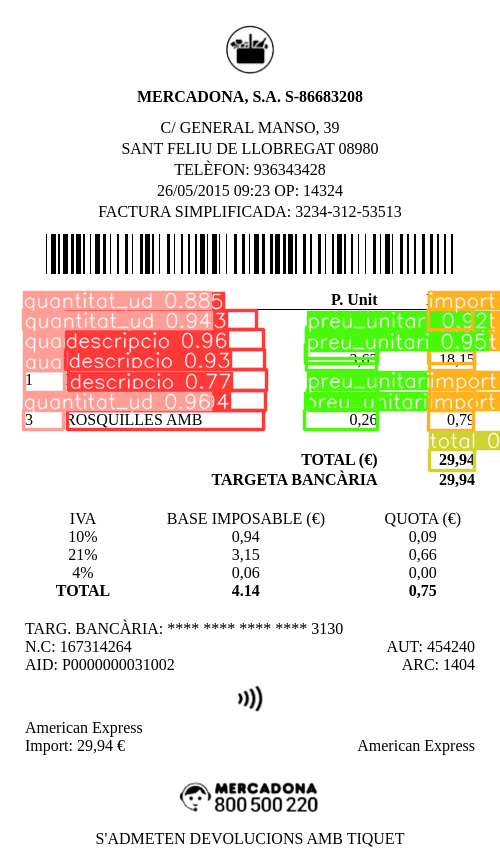 MERCADONA, S.A. S-86683208
C/ GENERAL MANSO, 39
SANT FELIU DE LLOBREGAT 08980
TELÈFON: 936343428
26/05/2015 09:23 OP: 14324
FACTURA SIMPLIFICADA: 3234-312-53513
quantitat_ud 0.885 P. Unit import
quantitat_ud 0.943 preu_unitari 0.92
descripcio 0.96 preu_unitari 0.95
descripcio 0.93 3,63 18,15
1 descripcio 0.77 preu_unitari import
quantitat_ud 0.96 preu_unitari import
3 ROSQUILLES AMB 0,26 0,79
total
TOTAL (€) 29,94
TARGETA BANCÀRIA 29,94
IVA BASE IMPOSABLE (€) QUOTA (€)
10% 0,94 0,09
21% 3,15 0,66
4% 0,06 0,00
TOTAL 4.14 0,75
TARG. BANCÀRIA: **** **** **** **** 3130
N.C: 167314264 AUT: 454240
AID: P0000000031002 ARC: 1404
American Express
Import: 29,94 € American Express
MERCADONA
800 500 220
S'ADMETEN DEVOLUCIONS AMB TIQUET